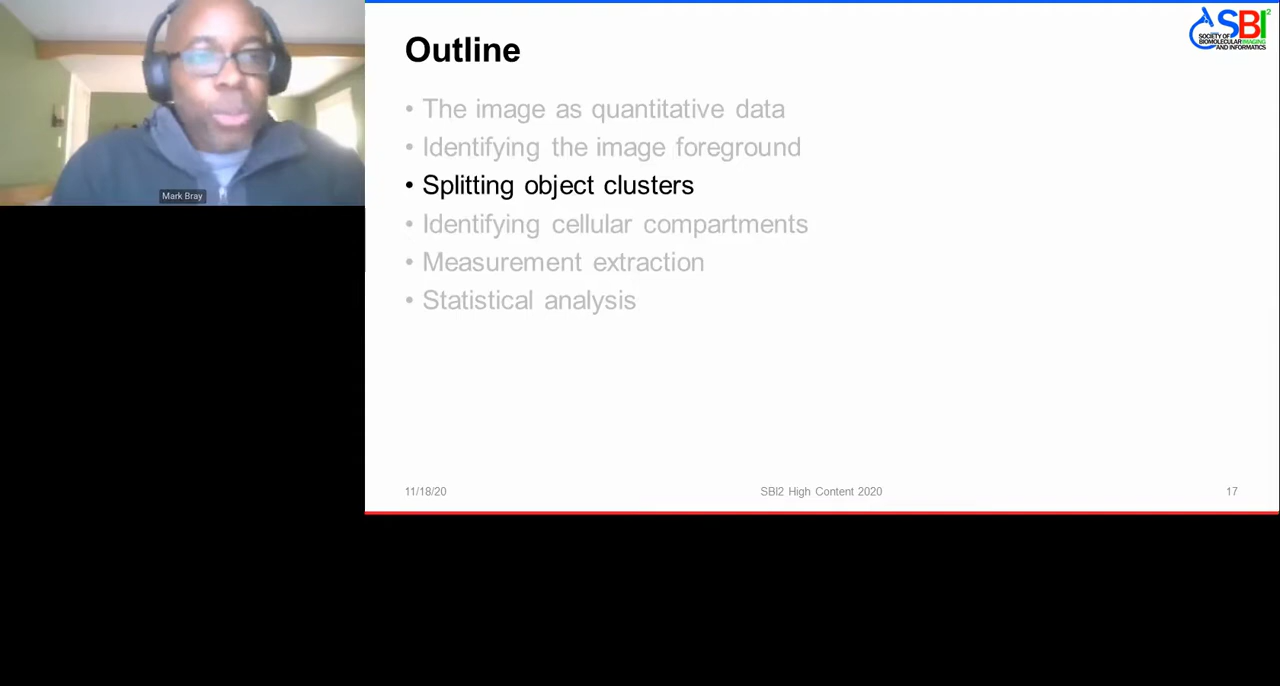 Mark Bray
SBI2
SOCIETY OF
BIOMOLECULAR IMAGING
AND INFORMATICS
Outline
• The image as quantitative data
• Identifying the image foreground
• Splitting object clusters
• Identifying cellular compartments
• Measurement extraction
• Statistical analysis
11/18/20
SBI2 High Content 2020
17